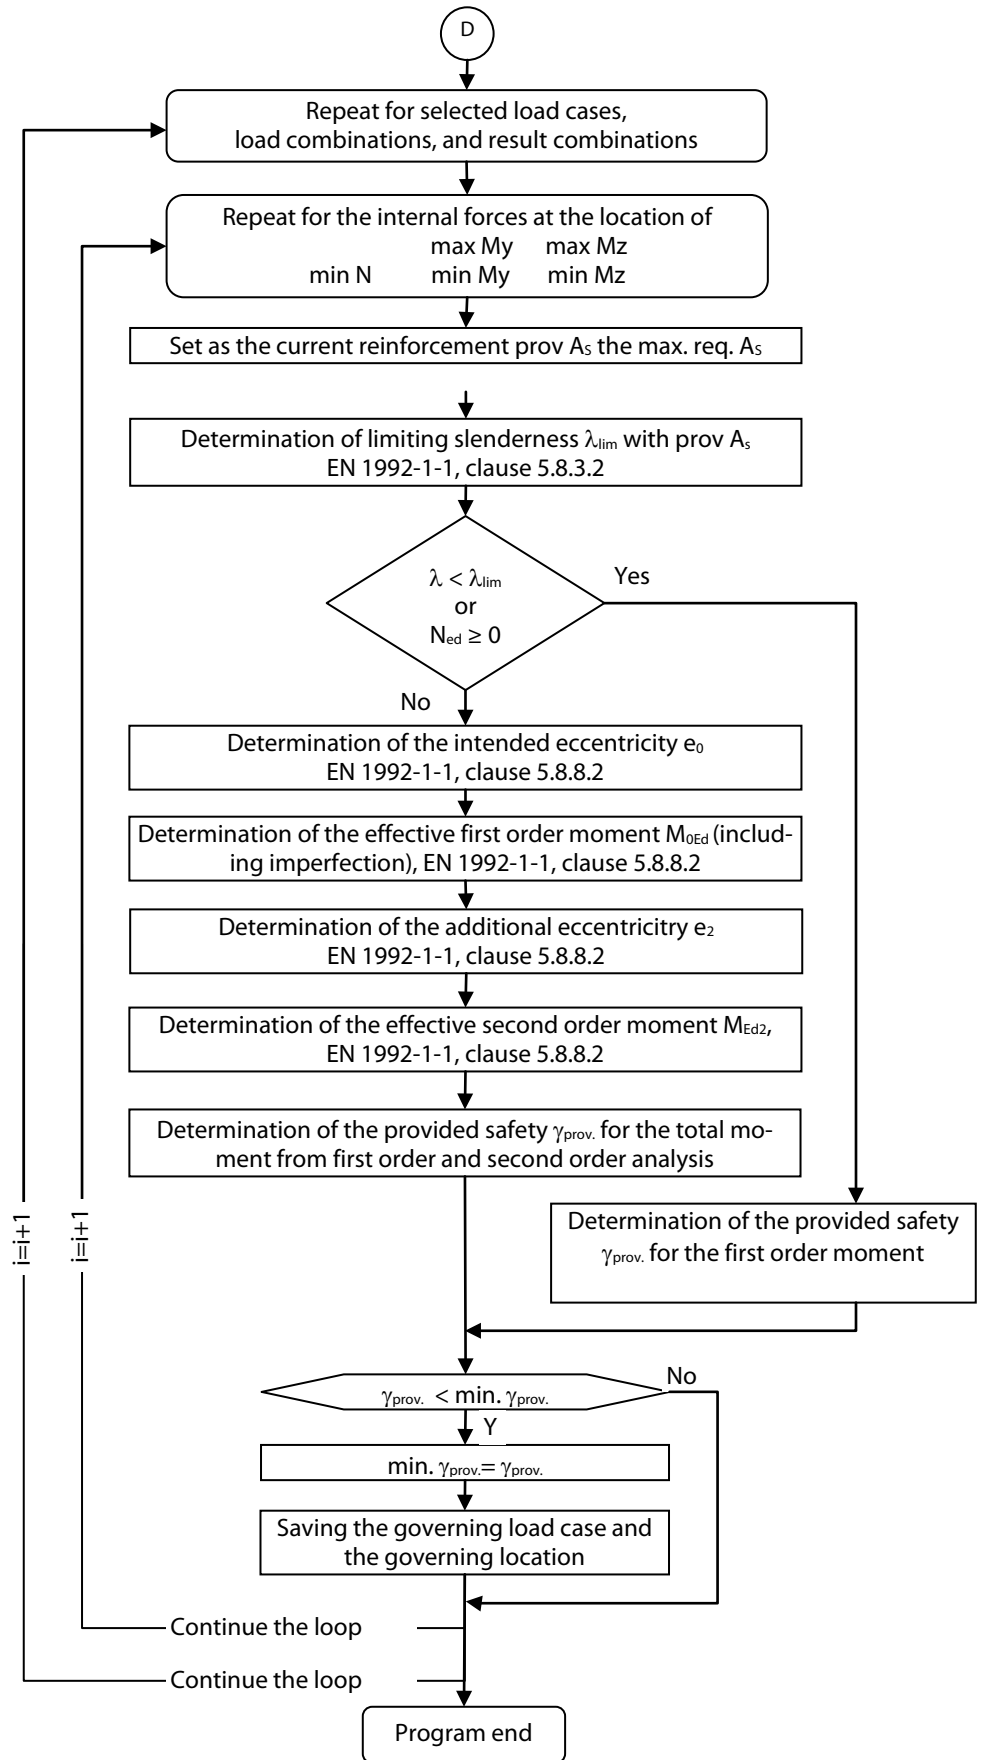 D
Repeat for selected load cases,
load combinations, and result combinations
Repeat for the internal forces at the location of
max My max Mz
min N min My min Mz
Set as the current reinforcement prov As the max. req. As
Determination of limiting slenderness λlim with prov As
EN 1992-1-1, clause 5.8.3.2
λ < λlim
or
Ned ≥ 0
Yes
No
Determination of the intended eccentricity e0
EN 1992-1-1, clause 5.8.8.2
Determination of the effective first order moment M0Ed (includ-
ing imperfection), EN 1992-1-1, clause 5.8.8.2
Determination of the additional eccentricitry e2
EN 1992-1-1, clause 5.8.8.2
Determination of the effective second order moment MEd2,
EN 1992-1-1, clause 5.8.8.2
Determination of the provided safety γprov. for the total mo-
ment from first order and second order analysis
i=i+1
i=i+1
Determination of the provided safety
γprov. for the first order moment
γprov. < min. γprov.
No
Y
min. γprov.= γprov.
Saving the governing load case and
the governing location
Continue the loop
Continue the loop
Program end